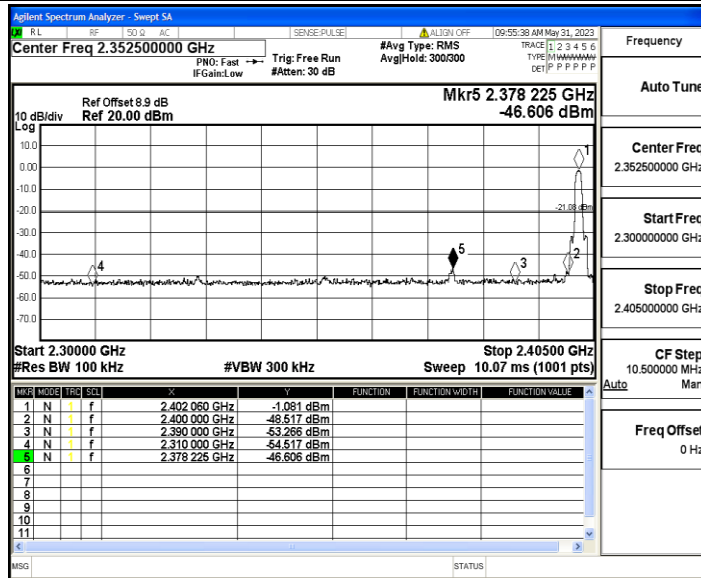 Agilent Spectrum Analyzer - Swept SA
RL RF 50 Ω AC SENSE:PULSE ALIGN OFF 09:55:38 AM May 31, 2023
Center Freq 2.352500000 GHz
PNO: Fast
IFGain:Low
Trig: Free Run
#Atten: 30 dB
#Avg Type: RMS
Avg|Hold: 300/300
TRACE 1 2 3 4 5 6
TYPE MWWWWW
DET P P P P P P
Ref Offset 8.9 dB
Ref 20.00 dBm
10 dB/div
Log
Mkr5 2.378 225 GHz
-46.606 dBm
10.0
0.00
-10.0
-20.0
-30.0
-40.0
-50.0
-60.0
-70.0
1
-21.08 dBm
2
3
4
5
Start 2.30000 GHz Stop 2.40500 GHz
#Res BW 100 kHz #VBW 300 kHz Sweep 10.07 ms (1001 pts)
MKR MODE TRC SCL X Y FUNCTION FUNCTION WIDTH FUNCTION VALUE
1 N 1 f 2.402 060 GHz -1.081 dBm
2 N 1 f 2.400 000 GHz -48.517 dBm
3 N 1 f 2.390 000 GHz -53.266 dBm
4 N 1 f 2.310 000 GHz -54.517 dBm
5 N 1 f 2.378 225 GHz -46.606 dBm
6
7
8
9
10
11
MSG STATUS
Frequency
Auto Tune
Center Freq
2.352500000 GHz
Start Freq
2.300000000 GHz
Stop Freq
2.405000000 GHz
CF Step
10.500000 MHz
Auto Man
Freq Offset
0 Hz